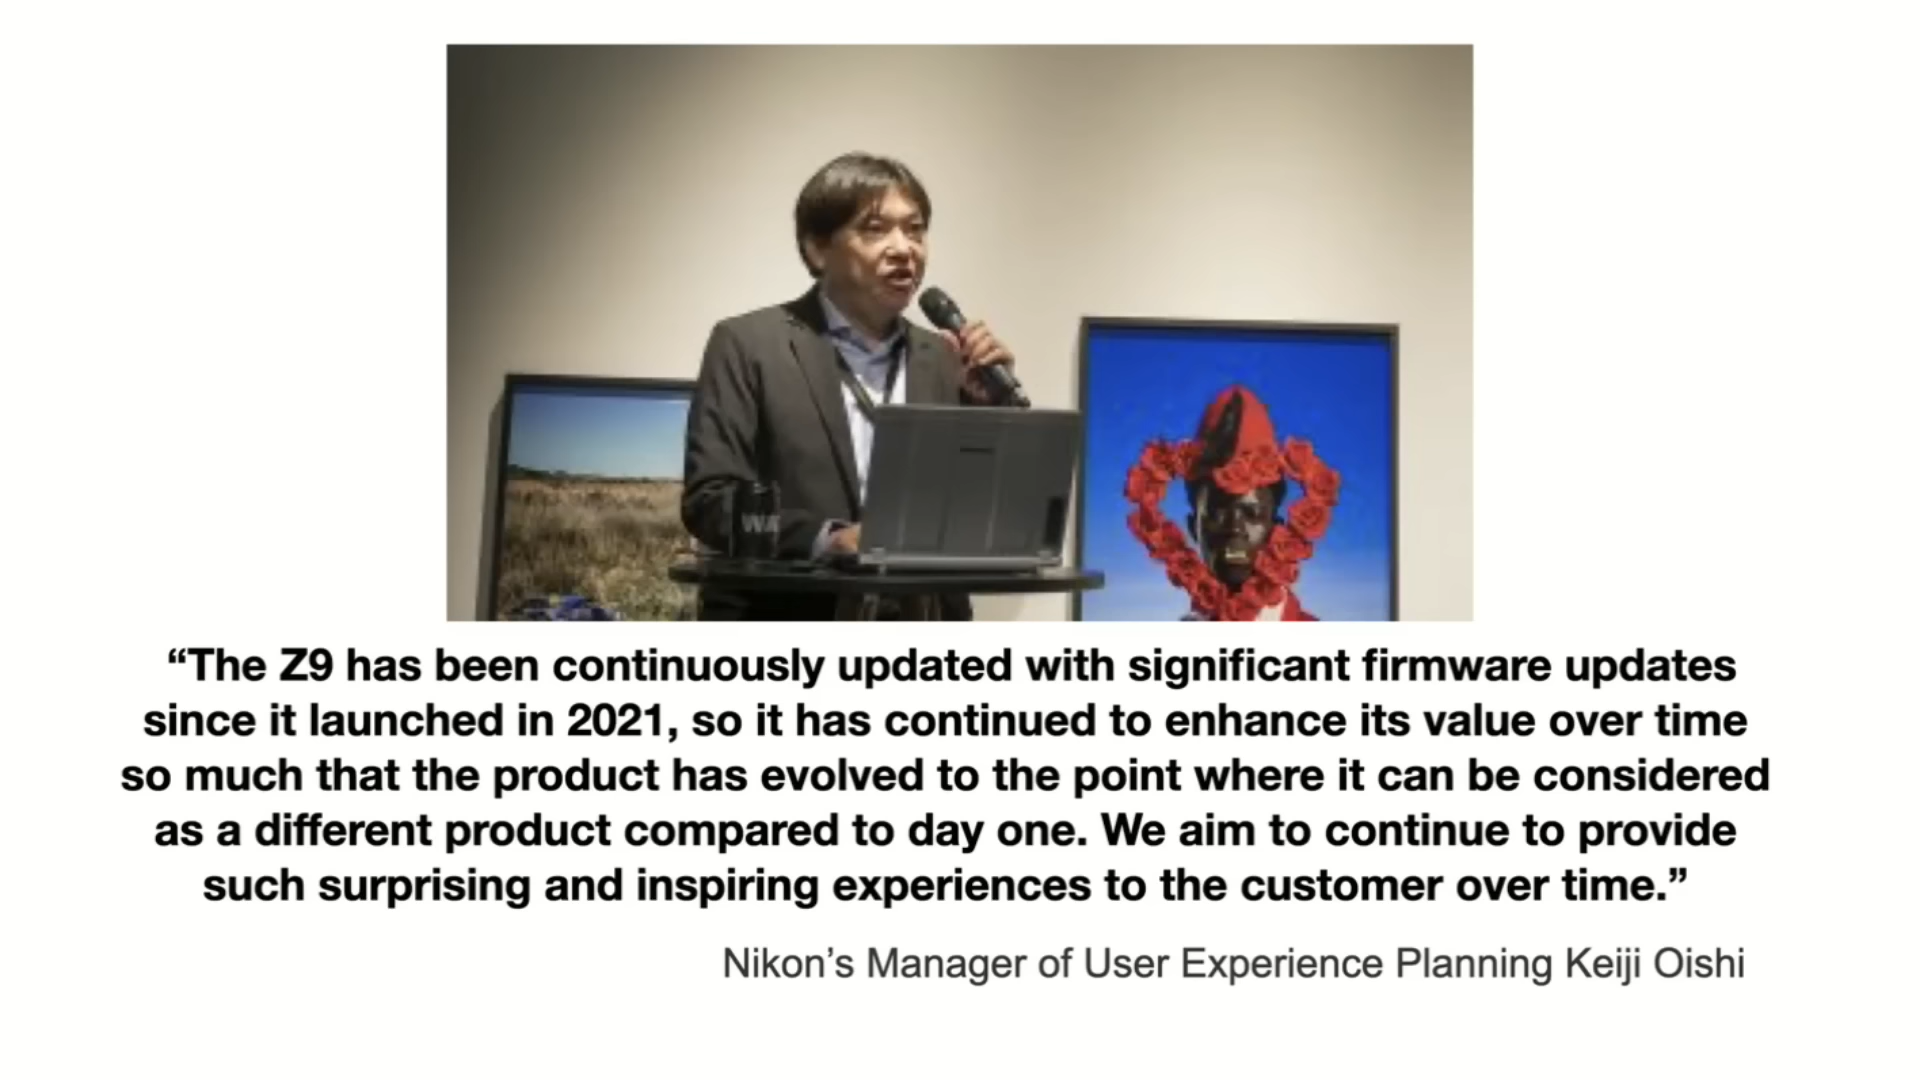 WA
“The Z9 has been continuously updated with significant firmware updates
since it launched in 2021, so it has continued to enhance its value over time
so much that the product has evolved to the point where it can be considered
as a different product compared to day one. We aim to continue to provide
such surprising and inspiring experiences to the customer over time.”
Nikon’s Manager of User Experience Planning Keiji Oishi